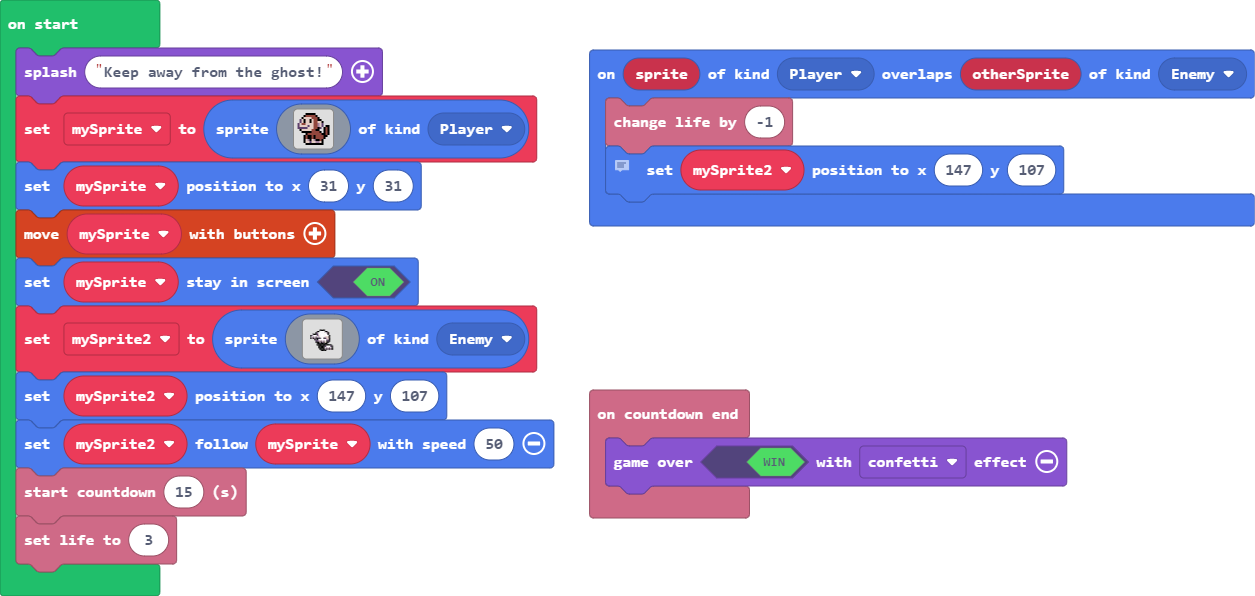 on start
splash "Keep away from the ghost!"
set mySprite to sprite of kind Player
set mySprite position to x 31 y 31
move mySprite with buttons
set mySprite stay in screen ON
set mySprite2 to sprite of kind Enemy
set mySprite2 position to x 147 y 107
set mySprite2 follow mySprite with speed 50
start countdown 15 (s)
set life to 3
on sprite of kind Player overlaps otherSprite of kind Enemy
change life by -1
set mySprite2 position to x 147 y 107
on countdown end
game over WIN with confetti effect